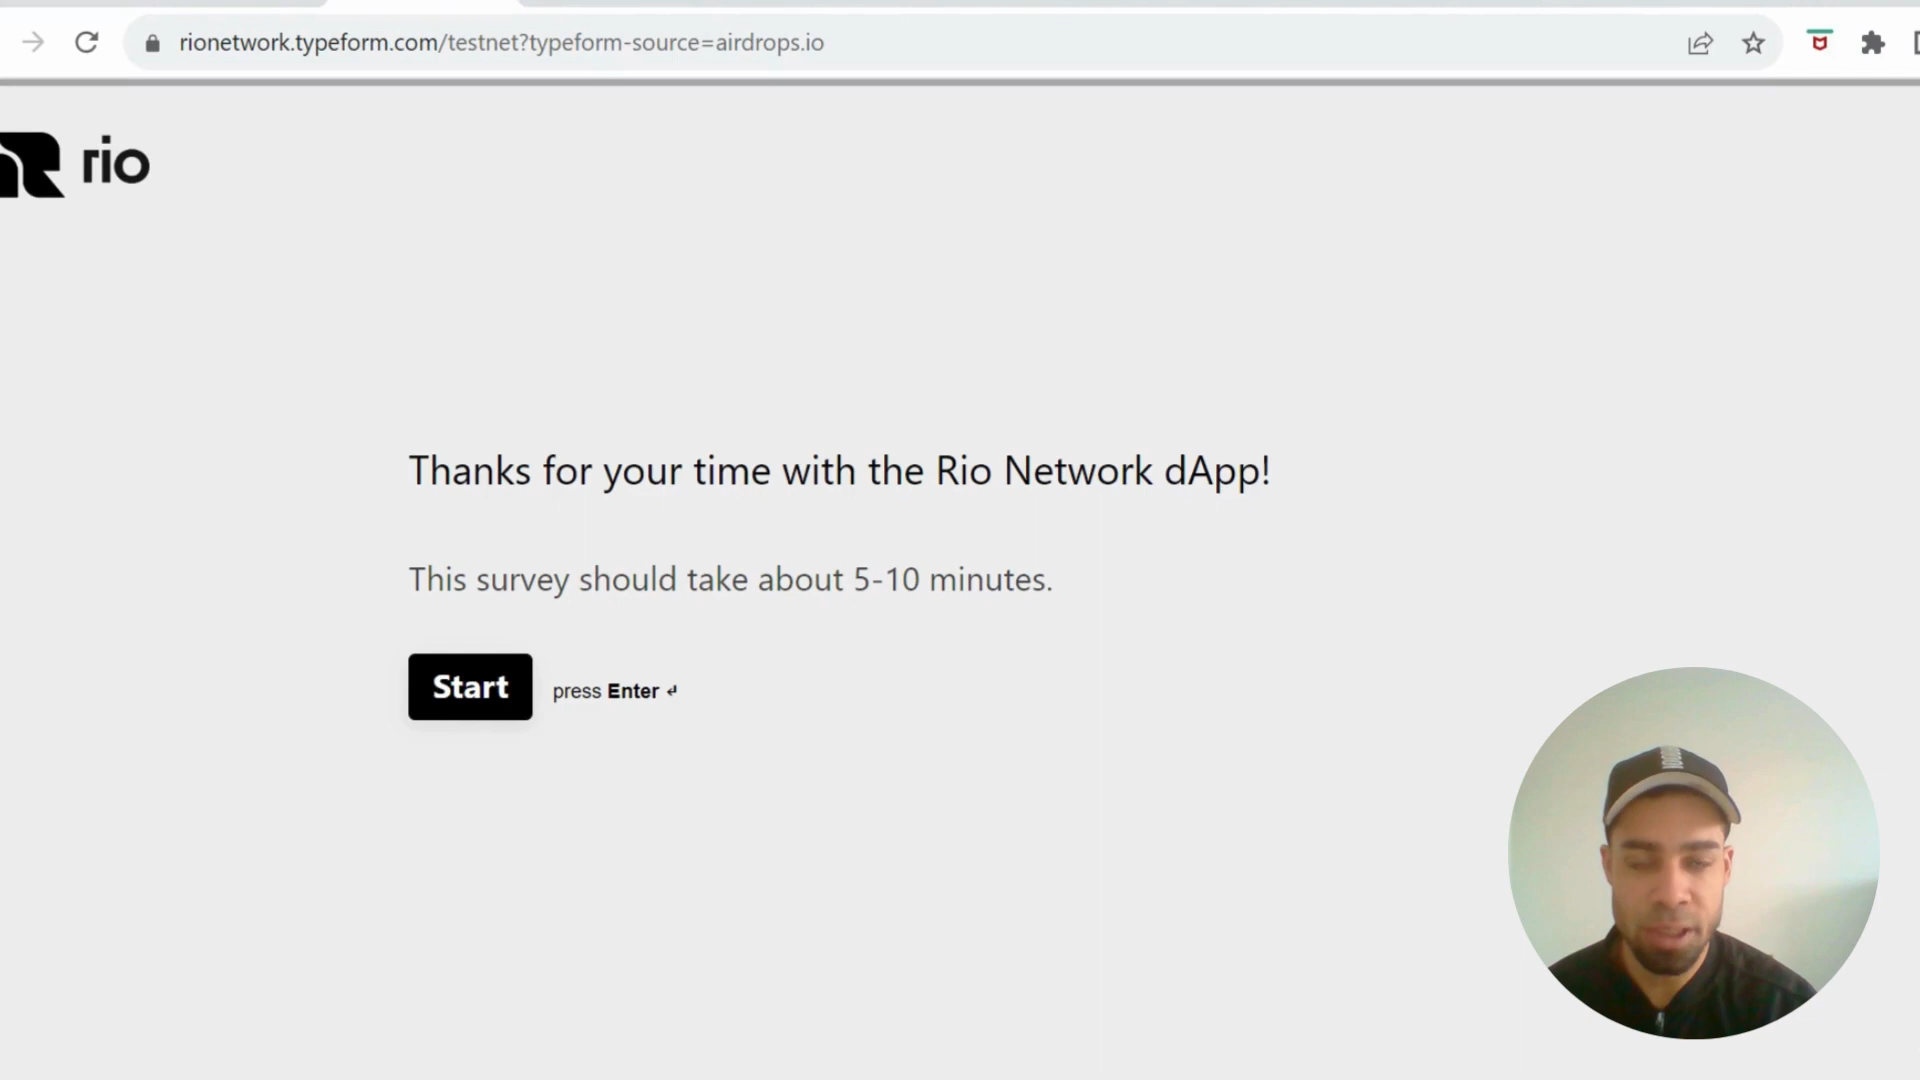 rionetwork.typeform.com/testnet?typeform-source=airdrops.io
rio
Thanks for your time with the Rio Network dApp!
This survey should take about 5-10 minutes.
Start
press Enter ↵